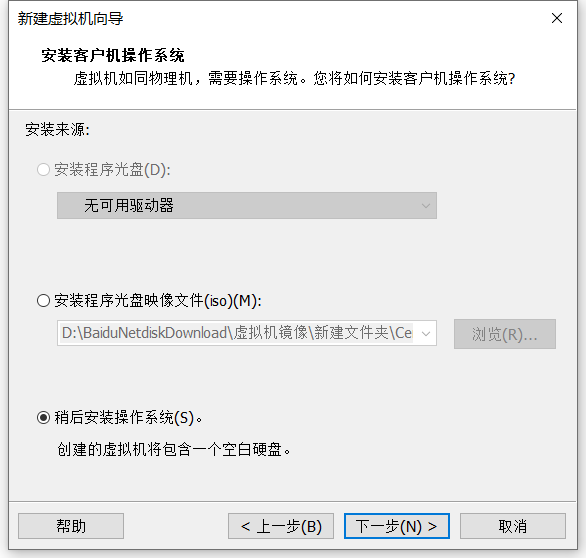 新建虚拟机向导
安装客户机操作系统
虚拟机如同物理机，需要操作系统。您将如何安装客户机操作系统?
安装来源:
安装程序光盘(D):
无可用驱动器
安装程序光盘映像文件(iso)(M):
D:\BaiduNetdiskDownload\虚拟机镜像\新建文件夹\Ce
浏览(R)...
稍后安装操作系统(S)。
创建的虚拟机将包含一个空白硬盘。
帮助
< 上一步(B)
下一步(N) >
取消